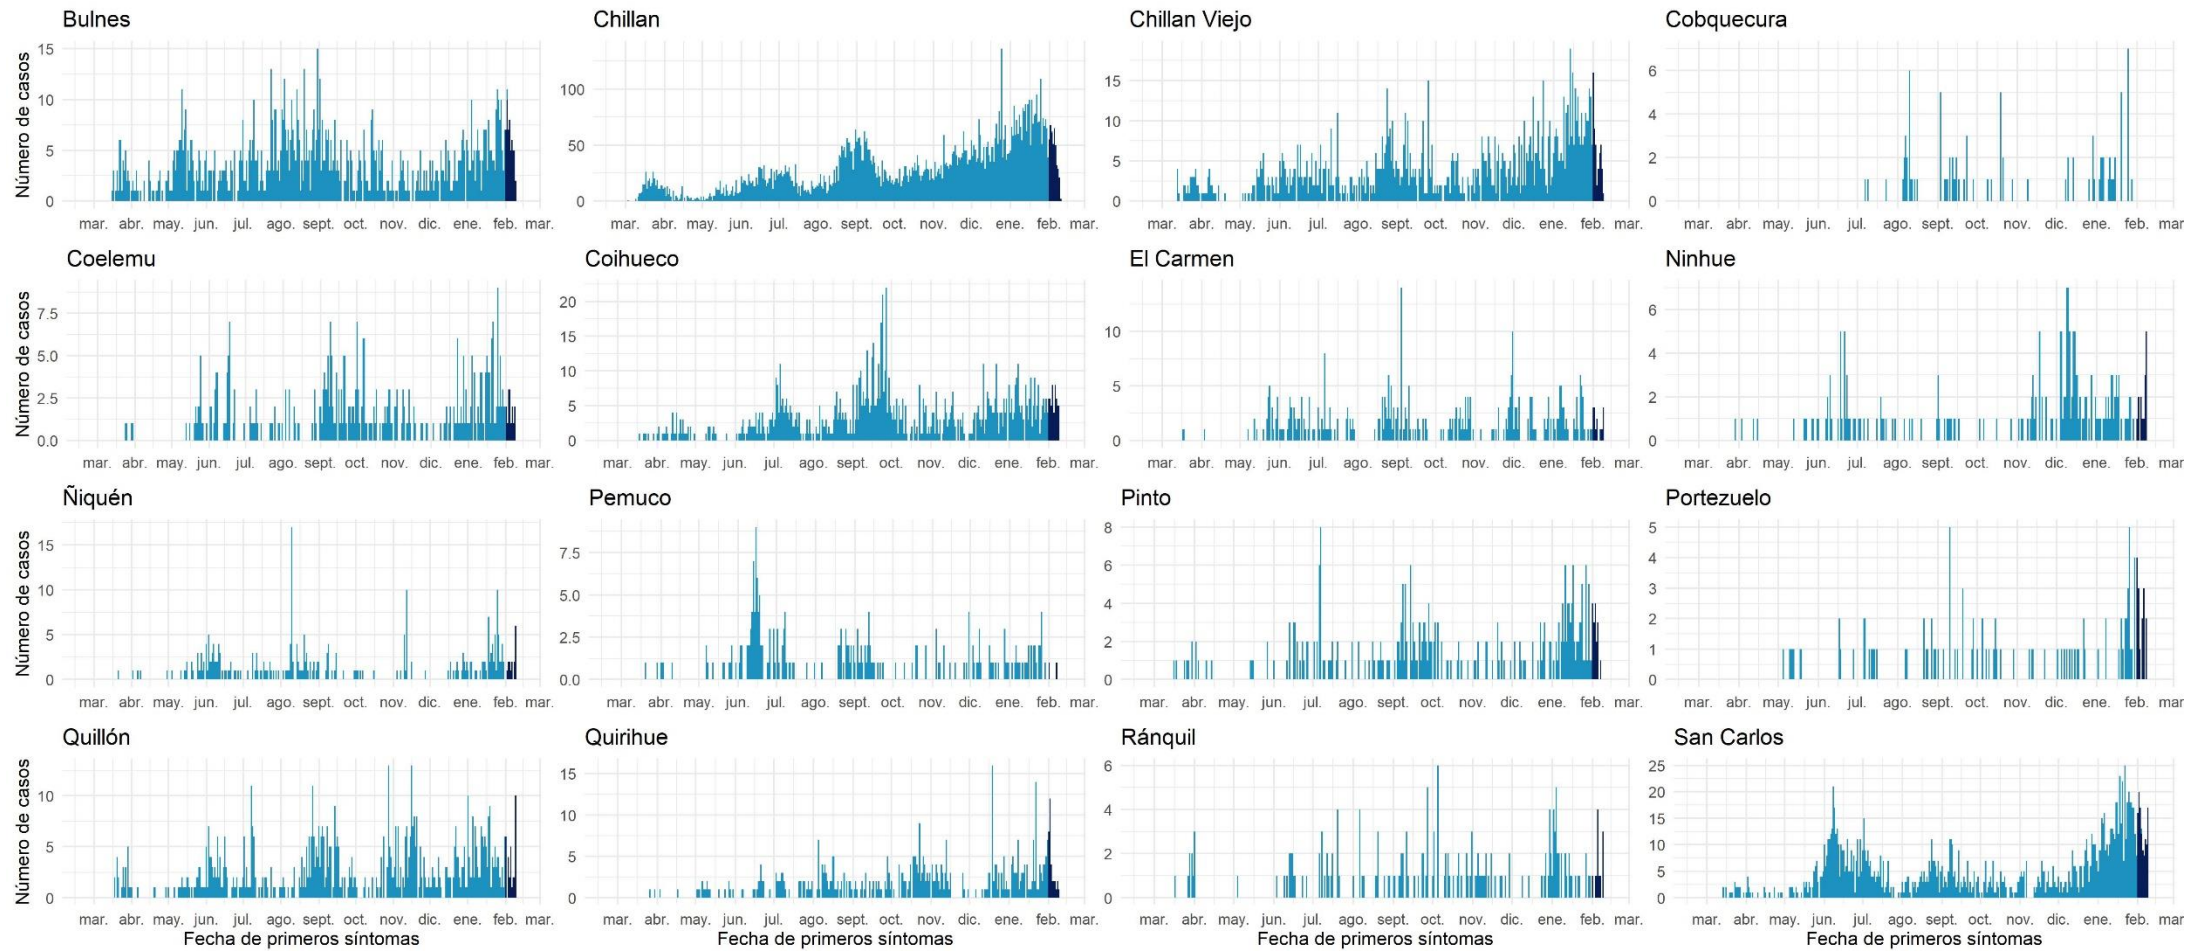 Bulnes
Chillan
Chillan Viejo
Cobquecura
Número de casos
15
10
5
0
mar. abr. may. jun. jul. ago. sept. oct. nov. dic. ene. feb. mar.
100
50
0
mar. abr. may. jun. jul. ago. sept. oct. nov. dic. ene. feb. mar.
15
10
5
0
mar. abr. may. jun. jul. ago. sept. oct. nov. dic. ene. feb. mar.
6
4
2
0
mar. abr. may. jun. jul. ago. sept. oct. nov. dic. ene. feb. mar
Coelemu
Coihueco
El Carmen
Ninhue
Número de casos
7.5
5.0
2.5
0.0
mar. abr. may. jun. jul. ago. sept. oct. nov. dic. ene. feb. mar.
20
15
10
5
0
mar. abr. may. jun. jul. ago. sept. oct. nov. dic. ene. feb. mar.
10
5
0
mar. abr. may. jun. jul. ago. sept. oct. nov. dic. ene. feb. mar.
6
4
2
0
mar. abr. may. jun. jul. ago. sept. oct. nov. dic. ene. feb. mar
Ñiquén
Pemuco
Pinto
Portezuelo
Número de casos
15
10
5
0
mar. abr. may. jun. jul. ago. sept. oct. nov. dic. ene. feb. mar.
7.5
5.0
2.5
0.0
mar. abr. may. jun. jul. ago. sept. oct. nov. dic. ene. feb. mar.
8
6
4
2
0
mar. abr. may. jun. jul. ago. sept. oct. nov. dic. ene. feb. mar.
5
4
3
2
1
0
mar. abr. may. jun. jul. ago. sept. oct. nov. dic. ene. feb. mar
Quillón
Quirihue
Ránquil
San Carlos
Número de casos
10
5
0
mar. abr. may. jun. jul. ago. sept. oct. nov. dic. ene. feb. mar.
Fecha de primeros síntomas
15
10
5
0
mar. abr. may. jun. jul. ago. sept. oct. nov. dic. ene. feb. mar.
Fecha de primeros síntomas
6
4
2
0
mar. abr. may. jun. jul. ago. sept. oct. nov. dic. ene. feb. mar.
Fecha de primeros síntomas
25
20
15
10
5
0
mar. abr. may. jun. jul. ago. sept. oct. nov. dic. ene. feb. mar.
Fecha de primeros síntomas